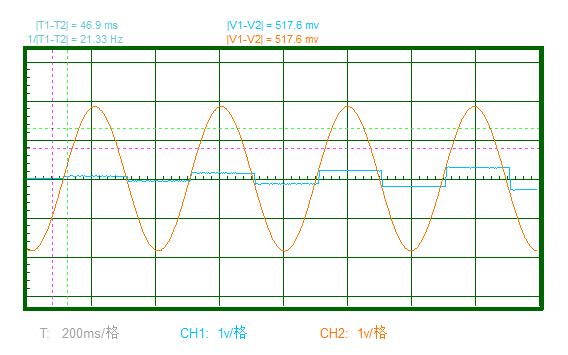 |T1-T2| = 46.9 ms |V1-V2| = 517.6 mv
1/|T1-T2| = 21.33 Hz |V1-V2| = 517.6 mv
T: 200ms/格 CH1: 1v/格 CH2: 1v/格